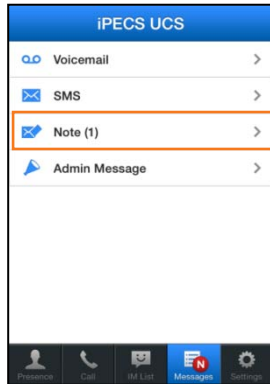 iPECS UCS
Voicemail
SMS
Note (1)
Admin Message
N
Presence Call IM List Messages Settings